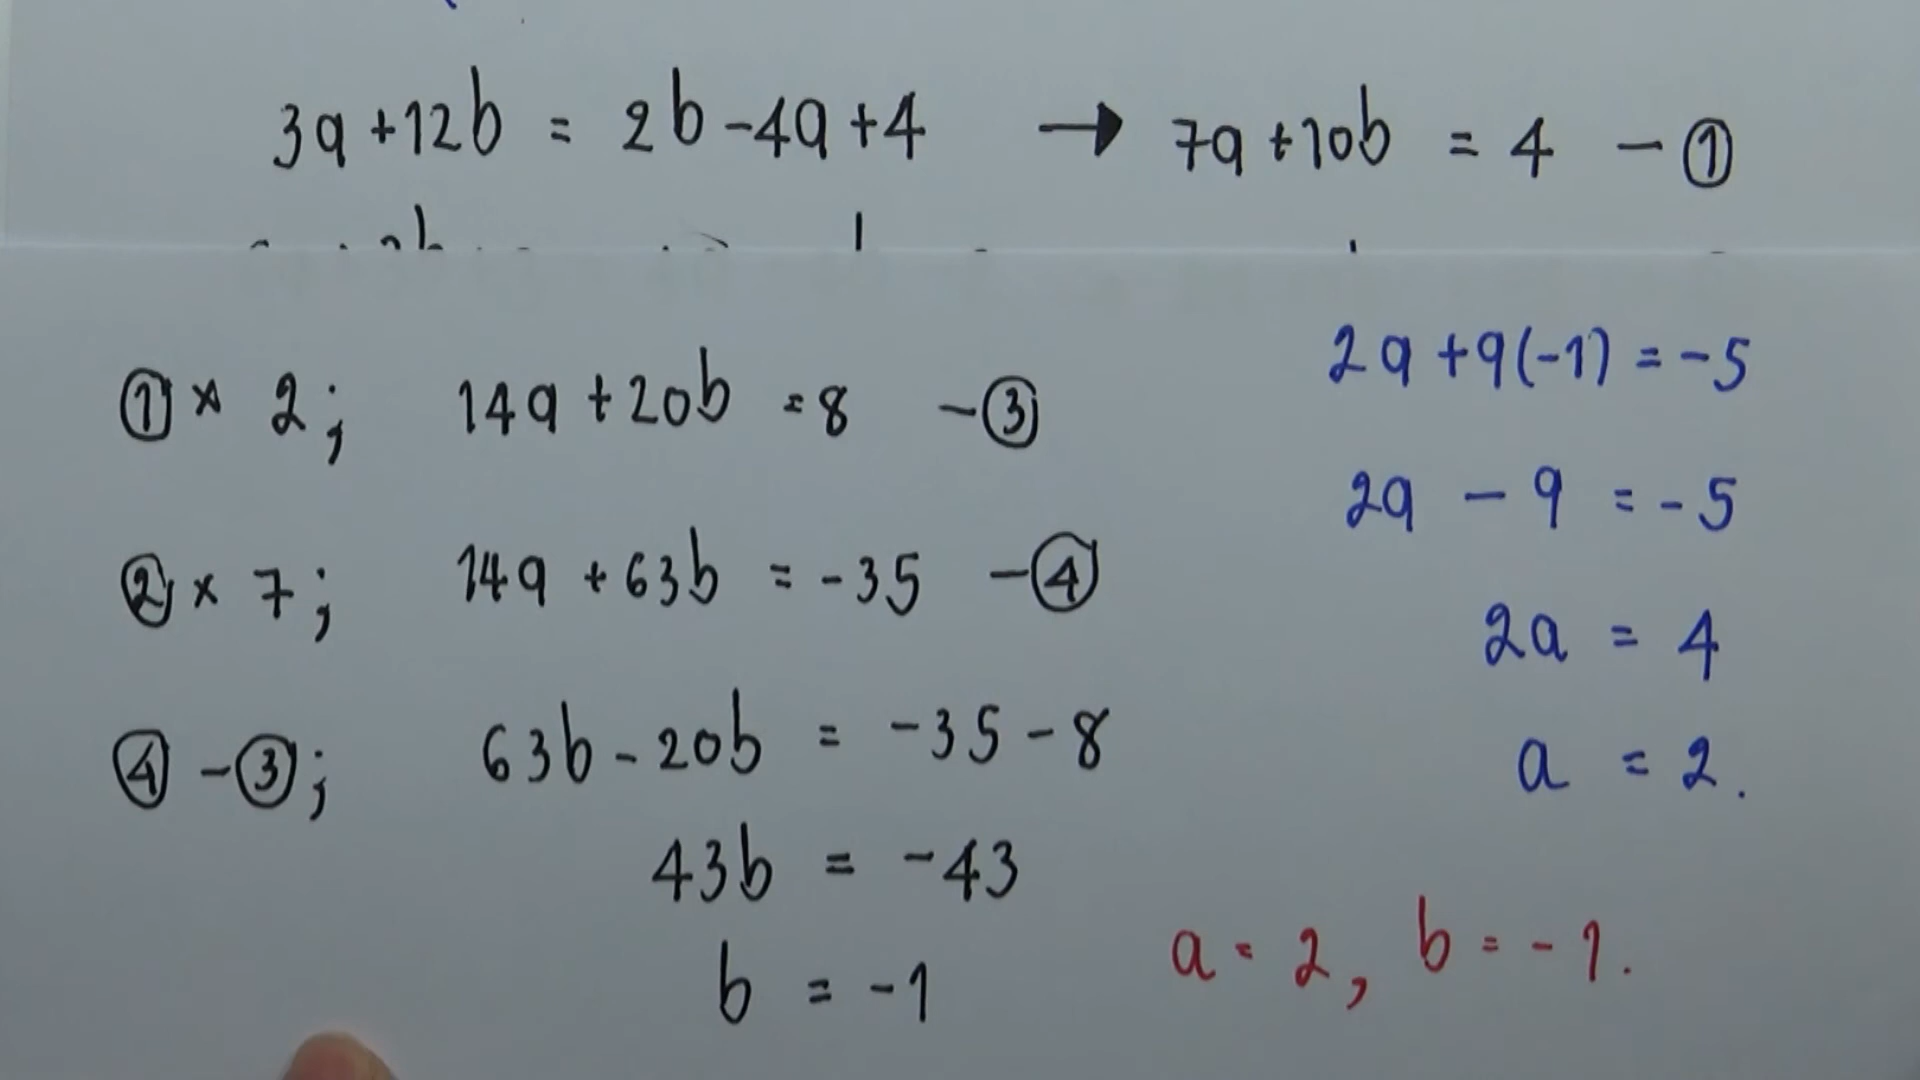 3a + 12b = 2b - 4a + 4 → 7a + 10b = 4 - ①
① × 2; 14a + 20b = 8 - ③
② × 7; 14a + 63b = -35 - ④
④ - ③; 63b - 20b = -35 - 8
43b = -43
b = -1
2a + 9(-1) = -5
2a - 9 = -5
2a = 4
a = 2.
a = 2, b = -1.